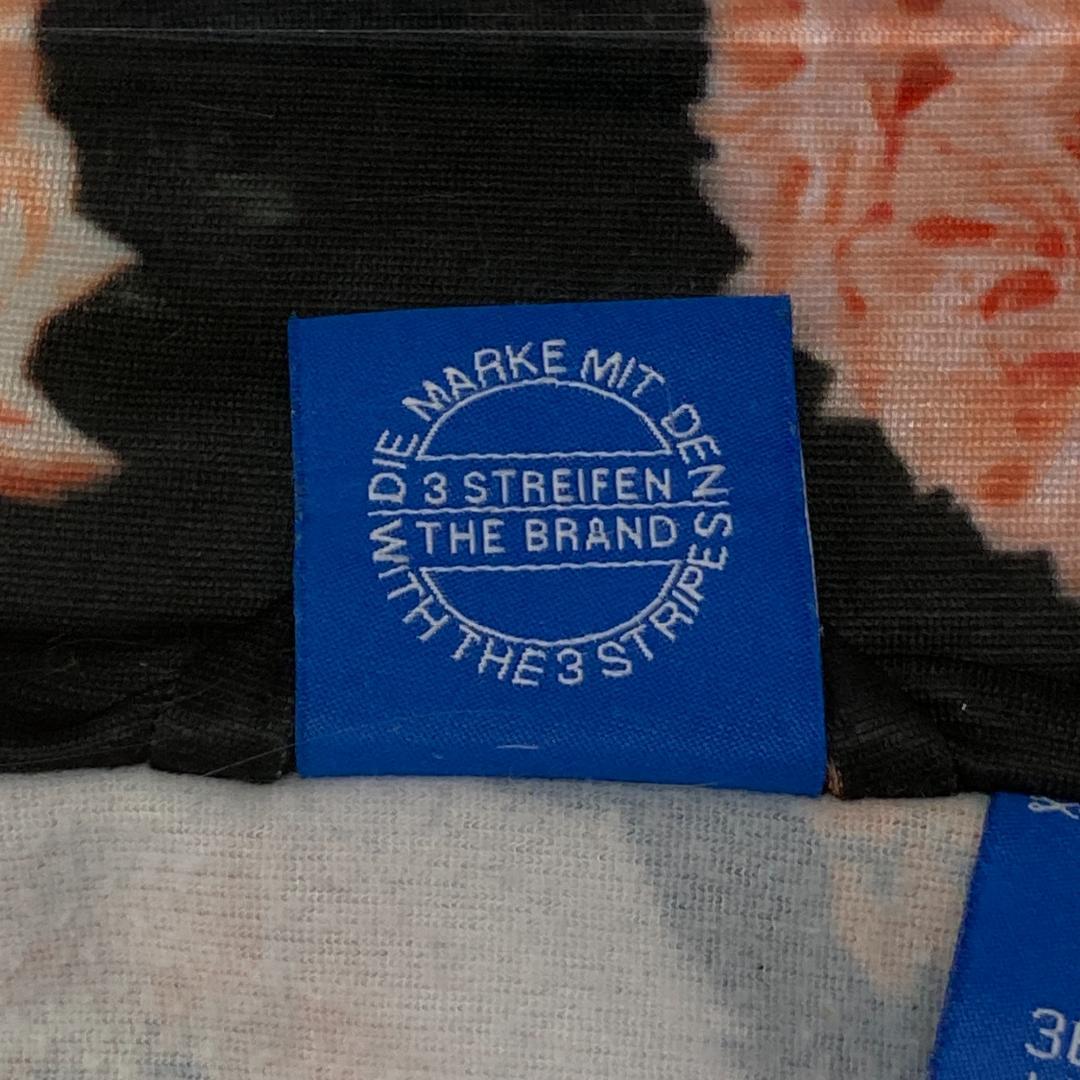 DIE MARKE MIT DEN
3 STREIFEN
THE BRAND
WITH THE 3 STRIPES